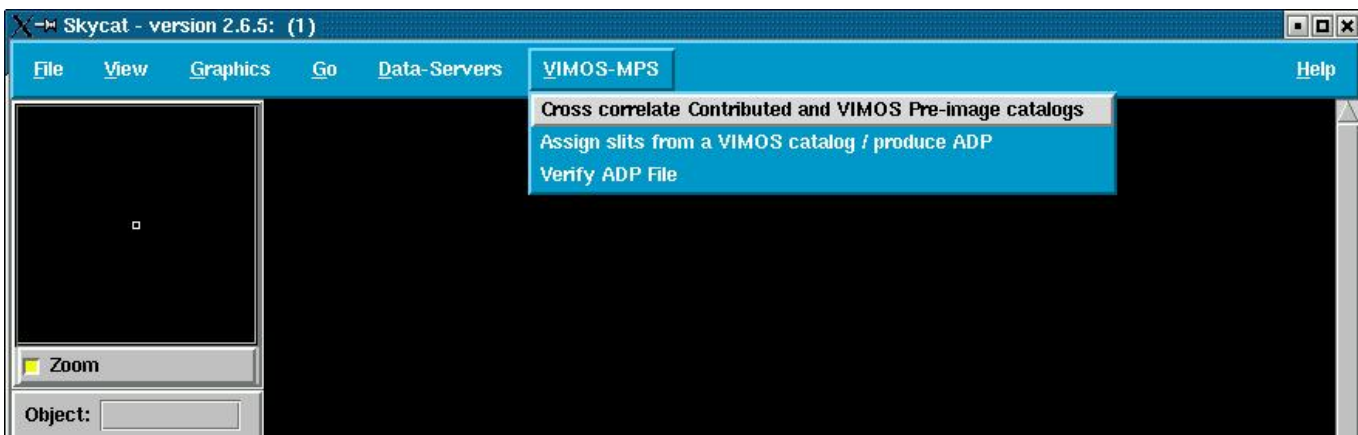 Skycat - version 2.6.5: (1)
File View Graphics Go Data-Servers VIMOS-MPS Help
Cross correlate Contributed and VIMOS Pre-image catalogs
Assign slits from a VIMOS catalog / produce ADP
Verify ADP File
Zoom
Object: